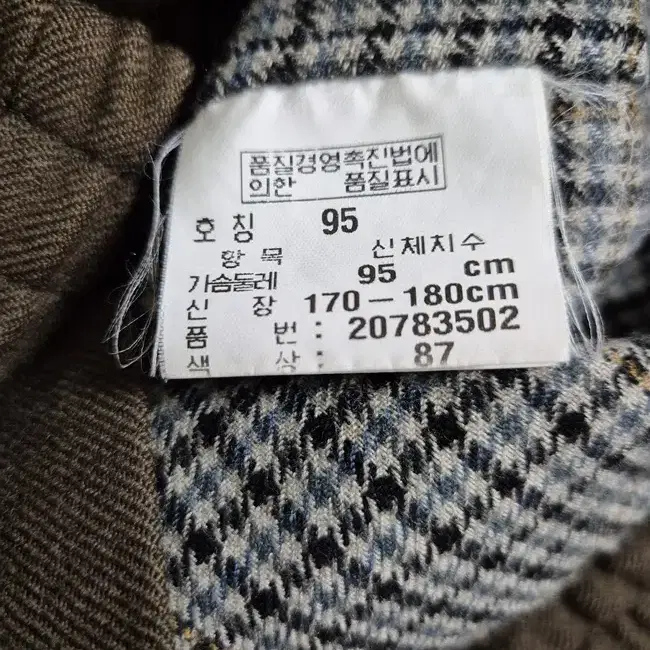 품질경영촉진법에
의한 품질표시
호 칭 95
항 목 신체치수
가슴둘레 95 cm
신 장 170-180cm
품 번 : 20783502
색 상 : 87